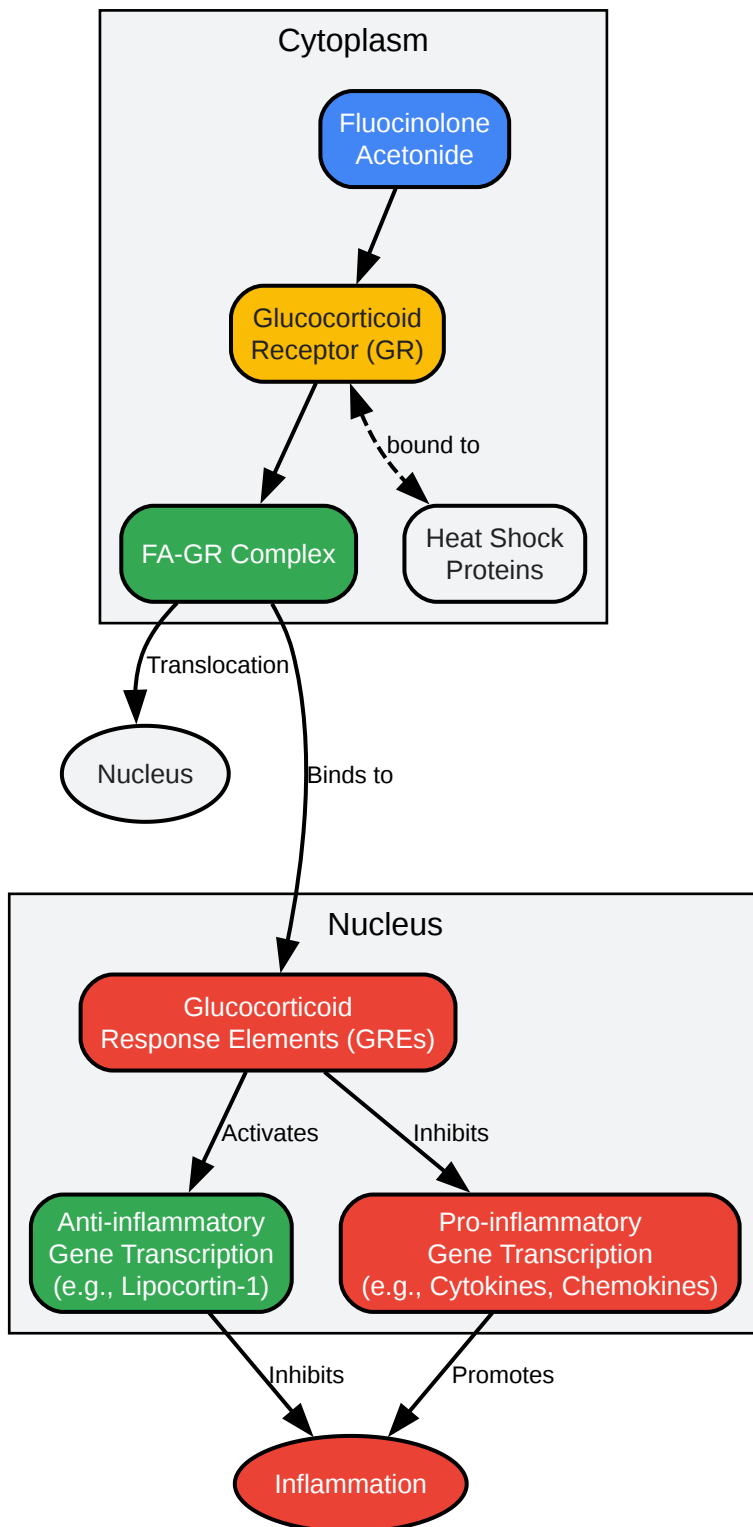 Cytoplasm
Fluocinolone
Acetonide
Glucocorticoid
Receptor (GR)
bound to
FA-GR Complex
Heat Shock
Proteins
Translocation
Nucleus
Binds to
Nucleus
Glucocorticoid
Response Elements (GREs)
Activates
Inhibits
Anti-inflammatory
Gene Transcription
(e.g., Lipocortin-1)
Pro-inflammatory
Gene Transcription
(e.g., Cytokines, Chemokines)
Inhibits
Promotes
Inflammation